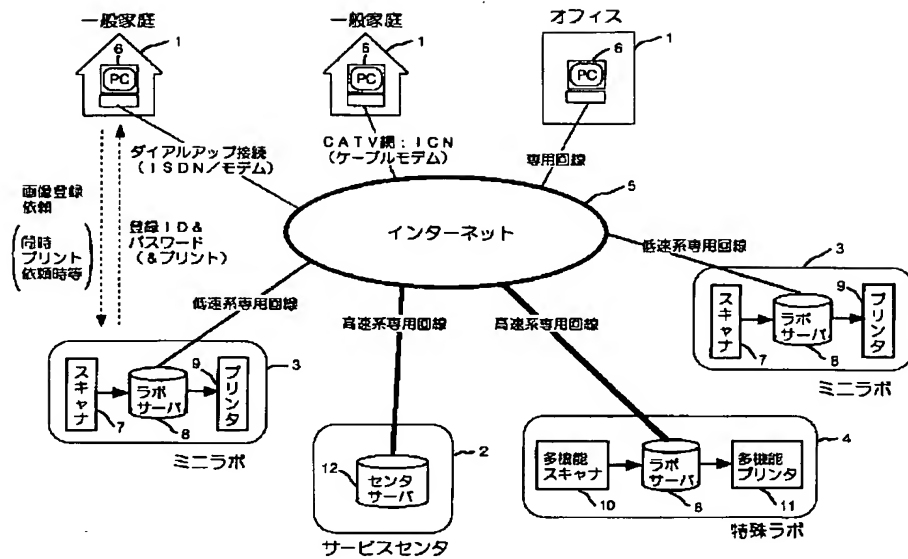 一般家庭
一般家庭
オフィス
1
1
1
6
6
6
PC
PC
PC
ダイアルアップ接続
(ISDN/モデム)
CATV網:ICN
(ケーブルモデム)
専用回線
5
画像登録
依頼
同時
プリント
依頼時等
登録ID&
パスワード
(&プリント)
インターネット
低速系専用回線
低速系専用回線
高速系専用回線
高速系専用回線
3
スキャナ
ラボ
サーバ
プリンタ
7
8
9
ミニラボ
3
スキャナ
ラボ
サーバ
プリンタ
7
8
9
ミニラボ
2
12
センタ
サーバ
サービスセンタ
4
多機能
スキャナ
ラボ
サーバ
多機能
プリンタ
10
8
11
特殊ラボ